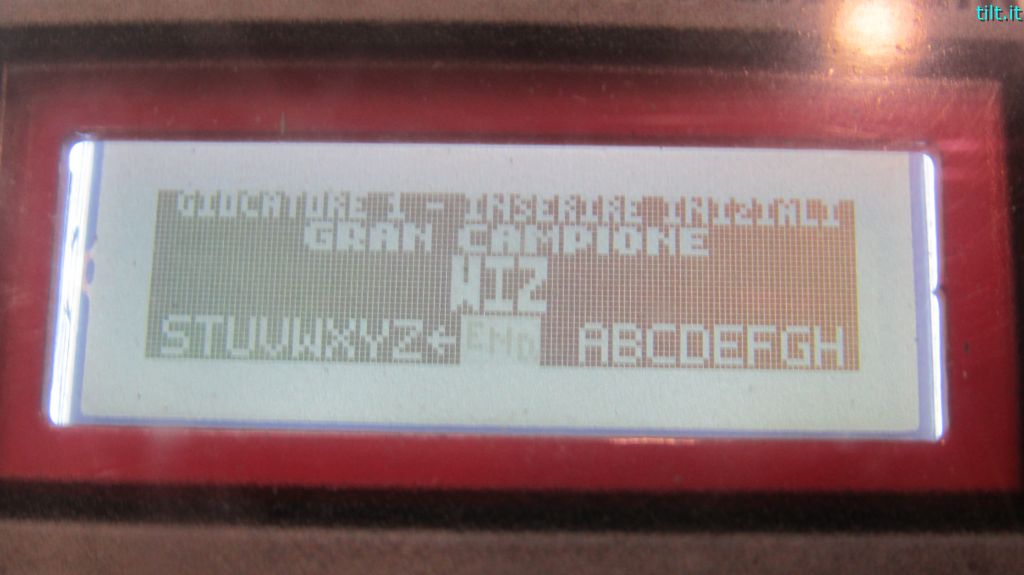 tilt.it
GIOCATORE 1 - INSERIRE INIZIALI
GRAN CAMPIONE
WIZ
STUVWXYZ← END ABCDEFGH